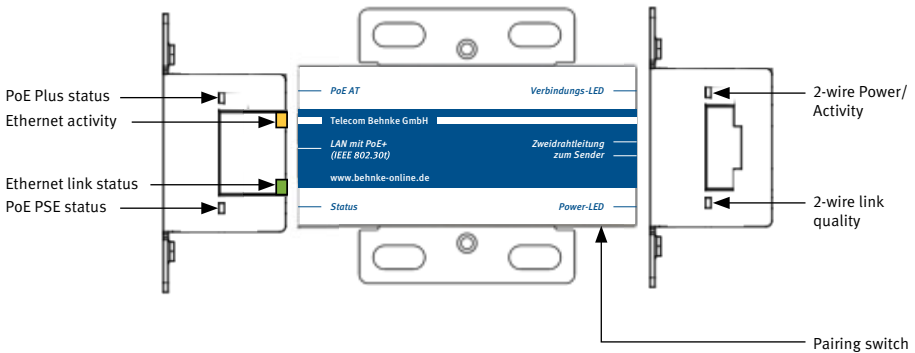 PoE Plus status
Ethernet activity
Ethernet link status
PoE PSE status
PoE AT
Verbindungs-LED
Telecom Behnke GmbH
LAN mit PoE+
(IEEE 802.30t)
Zweidrahtleitung
zum Sender
www.behnke-online.de
Status
Power-LED
2-wire Power/
Activity
2-wire link
quality
Pairing switch